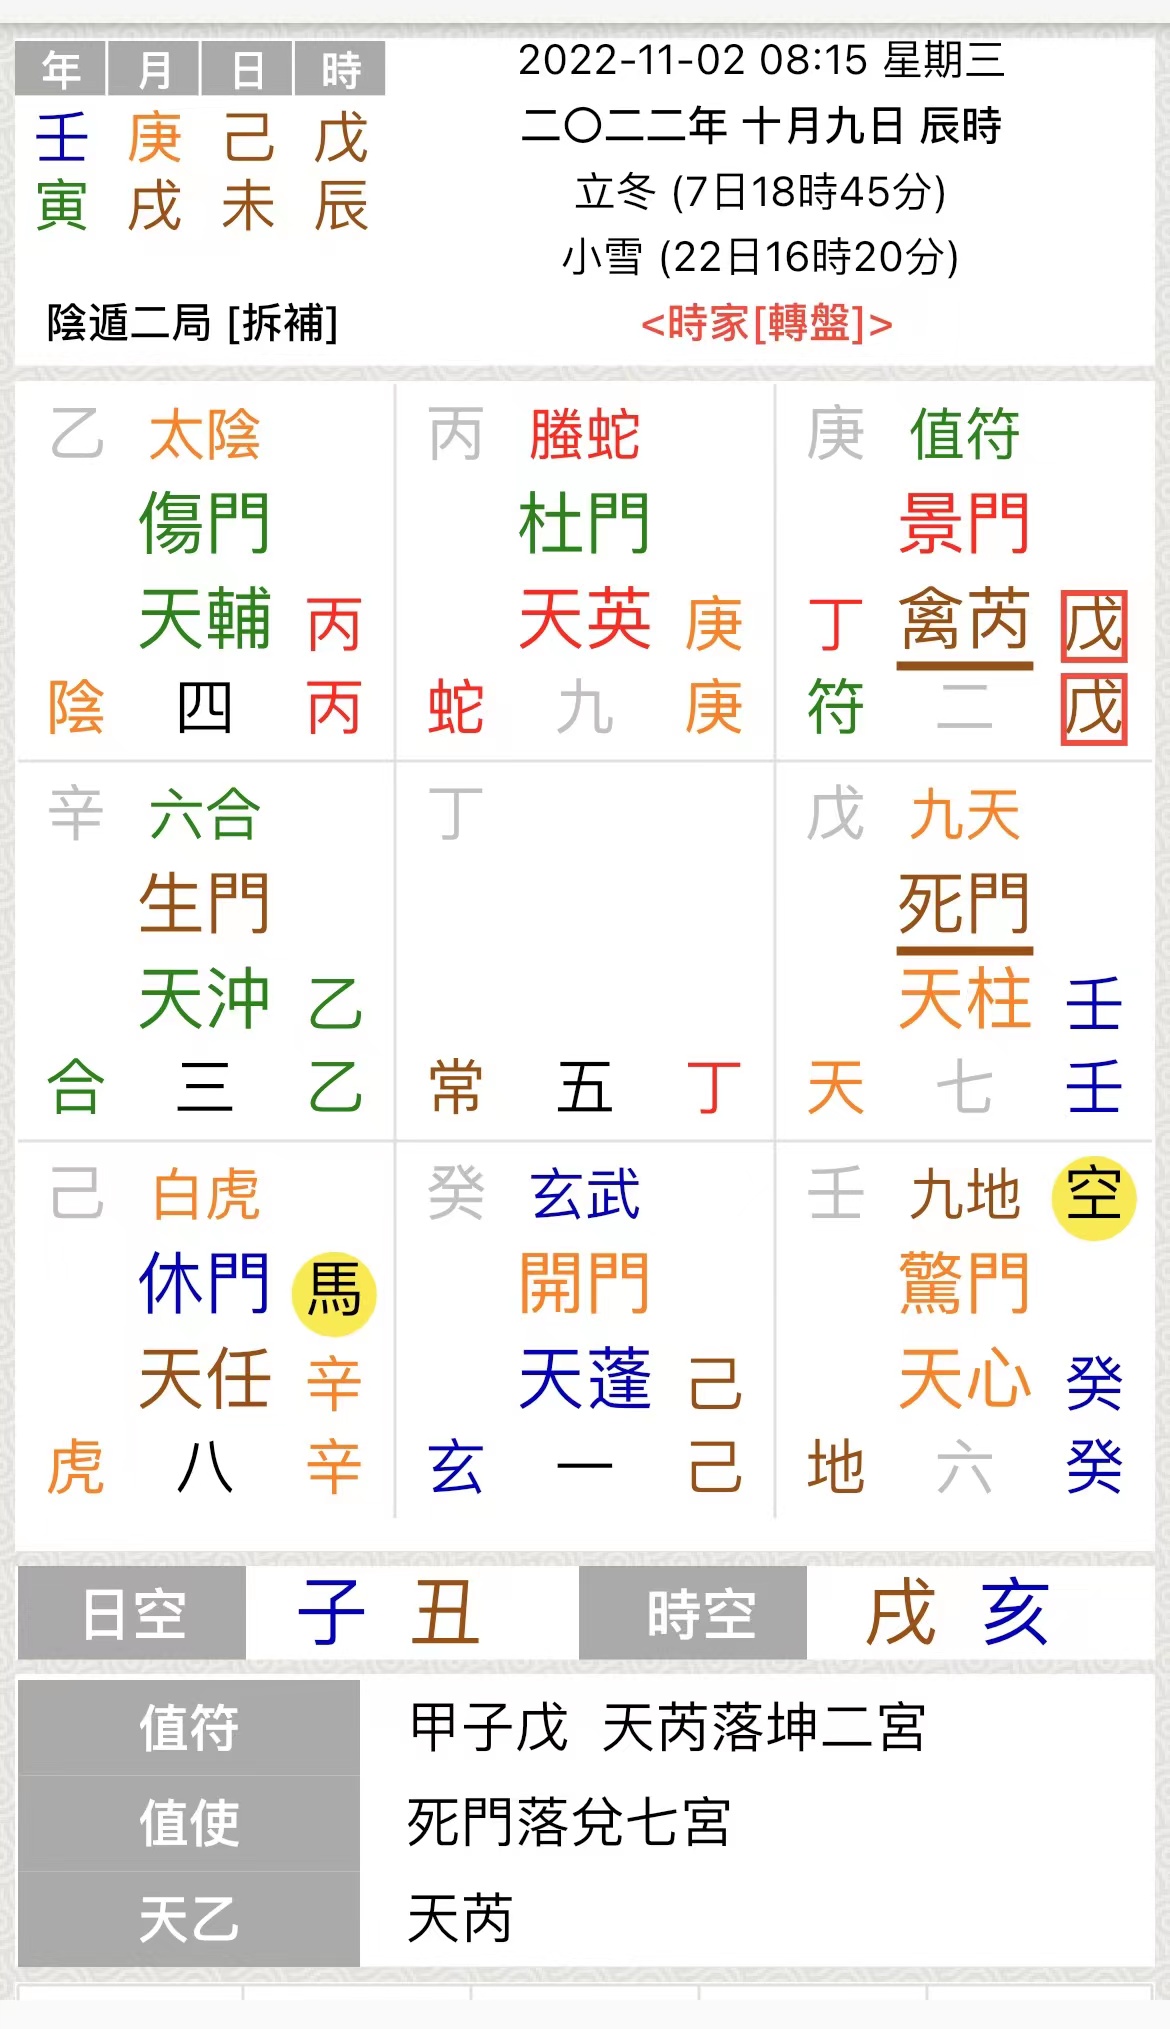 年 月 日 時
壬 庚 己 戊
寅 戌 未 辰
陰遁二局 [拆補]
2022-11-02 08:15 星期三
二〇二二年 十月九日 辰時
立冬 (7日18時45分)
小雪 (22日16時20分)
<時家[轉盤]>
乙 太陰
傷門
天輔 丙
陰 四 丙
丙 螣蛇
杜門
天英 庚
蛇 九 庚
庚 值符
景門
丁 禽芮 戊
符 二 戊
辛 六合
生門
天沖 乙
合 三 乙
丁
常 五 丁
戊 九天
死門
天柱 壬
天 七 壬
己 白虎
休門 馬
天任 辛
虎 八 辛
癸 玄武
開門
天蓬 己
玄 一 己
壬 九地 空
驚門
天心 癸
地 六 癸
日空 子 丑 時空 戌 亥
值符 甲子戊 天芮落坤二宮
值使 死門落兌七宮
天乙 天芮